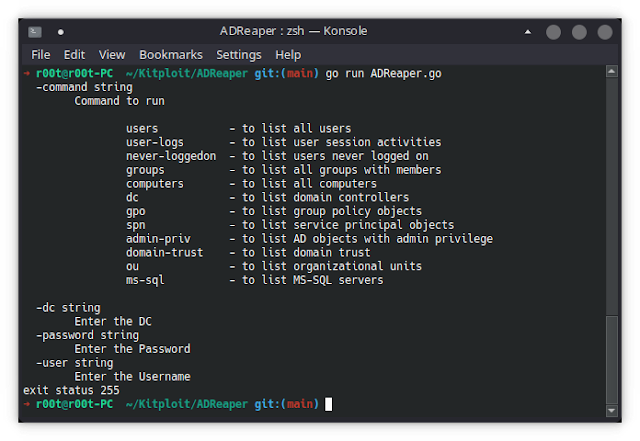 ADReaper : zsh — Konsole
File Edit View Bookmarks Settings Help
➜ r00t@r00t-PC ~/Kitploit/ADReaper git:(main) go run ADReaper.go
-command string
Command to run
users – to list all users
user-logs – to list user session activities
never-loggedon – to list users never logged on
groups – to list all groups with members
computers – to list all computers
dc – to list domain controllers
gpo – to list group policy objects
spn – to list service principal objects
admin-priv – to list AD objects with admin privilege
domain-trust – to list domain trust
ou – to list organizational units
ms-sql – to list MS-SQL servers
-dc string
Enter the DC
-password string
Enter the Password
-user string
Enter the Username
exit status 255
➜ r00t@r00t-PC ~/Kitploit/ADReaper git:(main)